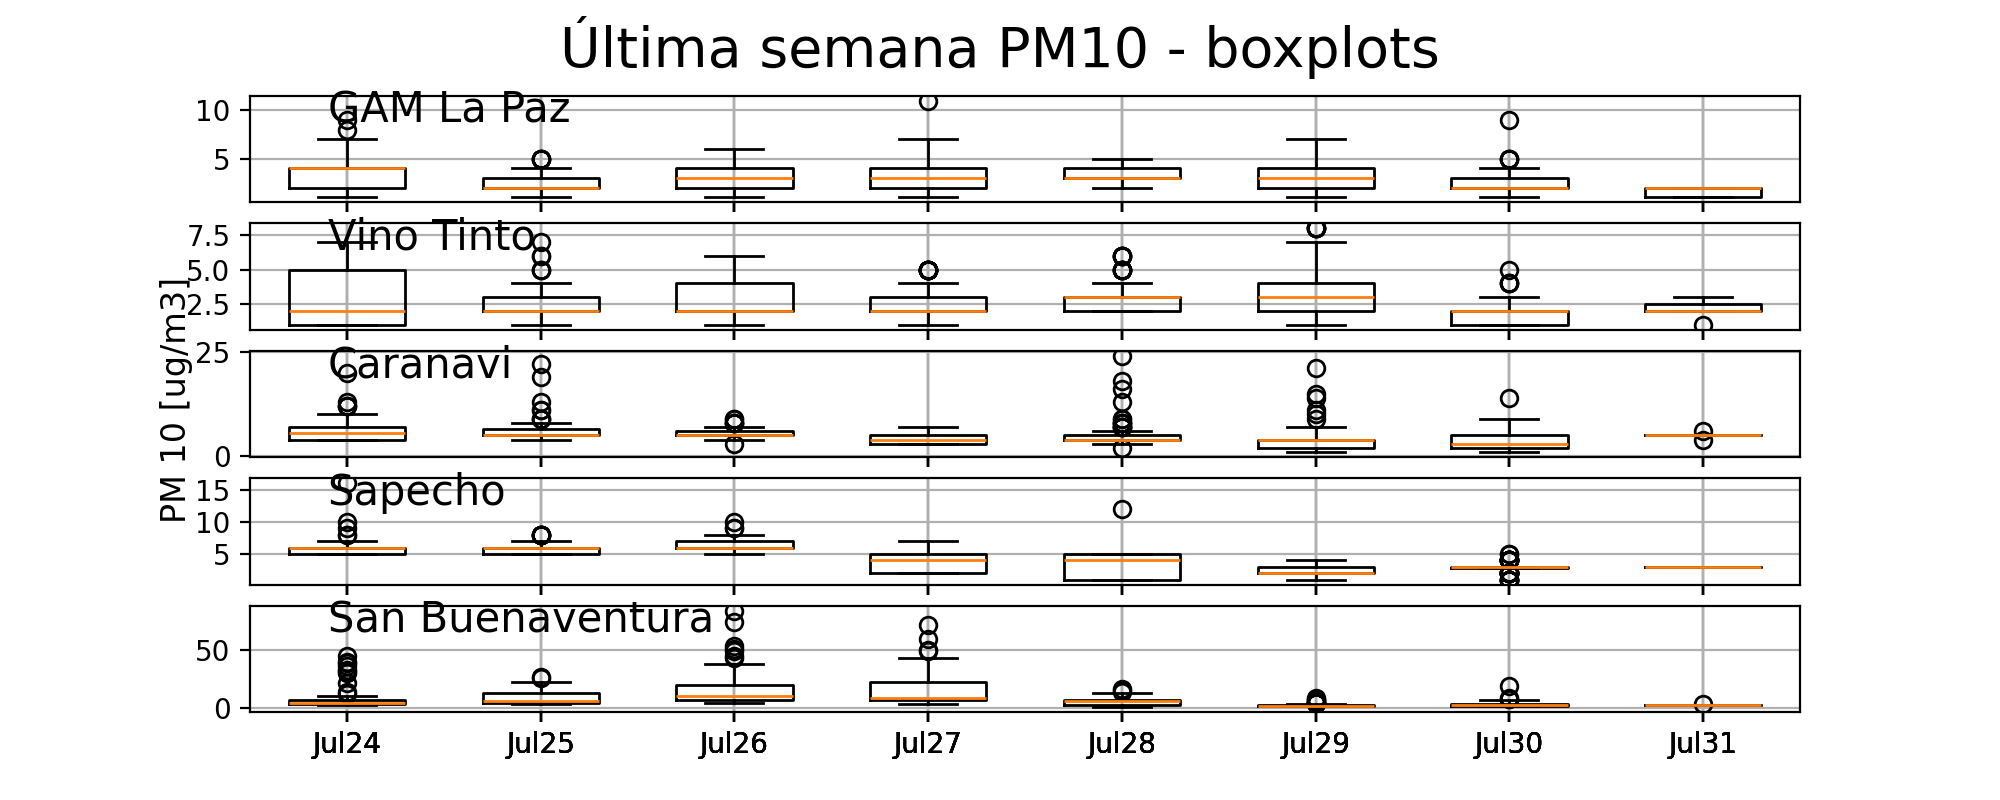 Última semana PM10 - boxplots
GAM La Paz
10
5
Vino Tinto
7.5
5.0
2.5
PM 10 [ug/m3]
Caranavi
25
0
Sapecho
15
10
5
San Buenaventura
50
0
Jul24 Jul25 Jul26 Jul27 Jul28 Jul29 Jul30 Jul31